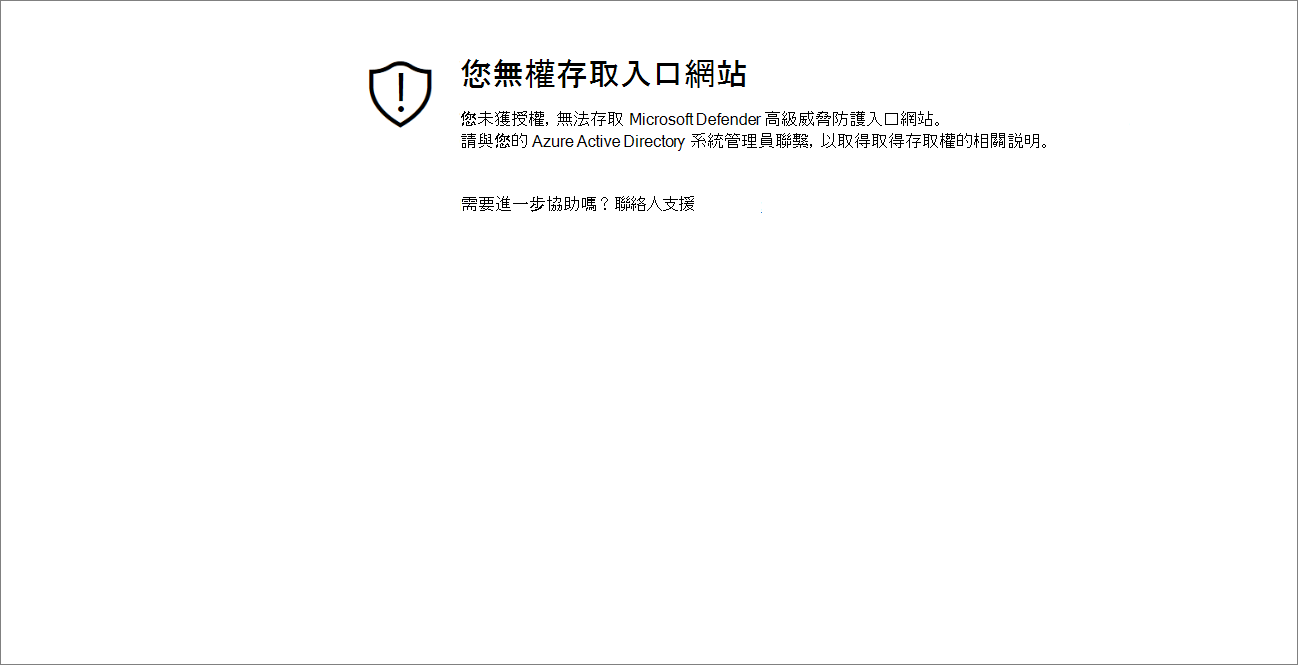 您無權存取入口網站
您未獲授權, 無法存取 Microsoft Defender 高級威脅防護入口網站。
請與您的 Azure Active Directory 系統管理員聯繫, 以取得取得存取權的相關說明。
需要進一步協助嗎？聯絡人支援